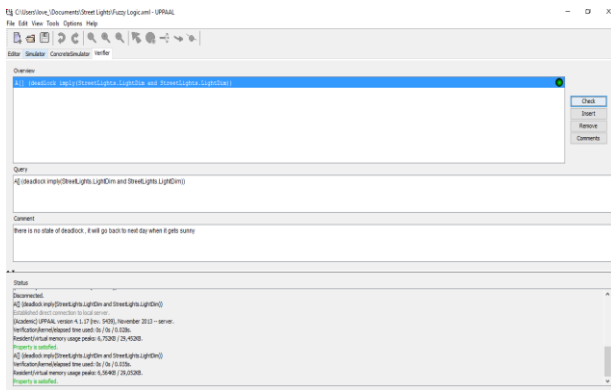 C:\Users\love_\Documents\Street Lights\Fuzzy Logic.xml - UPPAAL
File Edit View Tools Options Help
Editor Simulator ConcreteSimulator Verifier
Overview
A[] (deadlock imply(StreetLights.LightDim and StreetLights.LightDim))
Check
Insert
Remove
Comments
Query
A[] (deadlock imply(StreetLights.LightDim and StreetLights.LightDim))
Comment
there is no state of deadlock , it will go back to next day when it gets sunny
Status
Disconnected.
A[] (deadlock imply(StreetLights.LightDim and StreetLights.LightDim))
Established direct connection to local server.
(Academic) UPPAAL version 4.1.17 (rev. 5409), November 2013 -- server.
Verification/kernel/elapsed time used: 0s / 0s / 0.028s.
Resident/virtual memory usage peaks: 6,752KB / 29,452KB.
Property is satisfied.
A[] (deadlock imply(StreetLights.LightDim and StreetLights.LightDim))
Verification/kernel/elapsed time used: 0s / 0s / 0.035s.
Resident/virtual memory usage peaks: 6,564KB / 29,052KB.
Property is satisfied.